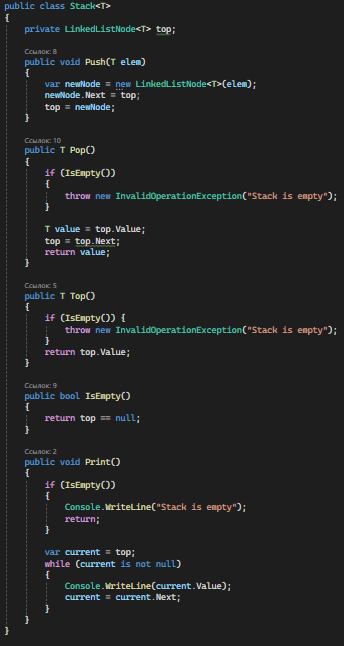 public class Stack<T>
{
    private LinkedListNode<T> top;
    Ссылок: 8
    public void Push(T elem)
    {
        var newNode = new LinkedListNode<T>(elem);
        newNode.Next = top;
        top = newNode;
    }
    Ссылок: 10
    public T Pop()
    {
        if (IsEmpty())
        {
            throw new InvalidOperationException("Stack is empty");
        }
        T value = top.Value;
        top = top.Next;
        return value;
    }
    Ссылок: 5
    public T Top()
    {
        if (IsEmpty()) {
            throw new InvalidOperationException("Stack is empty");
        }
        return top.Value;
    }
    Ссылок: 9
    public bool IsEmpty()
    {
        return top == null;
    }
    Ссылок: 2
    public void Print()
    {
        if (IsEmpty())
        {
            Console.WriteLine("Stack is empty");
            return;
        }
        var current = top;
        while (current is not null)
        {
            Console.WriteLine(current.Value);
            current = current.Next;
        }
    }
}